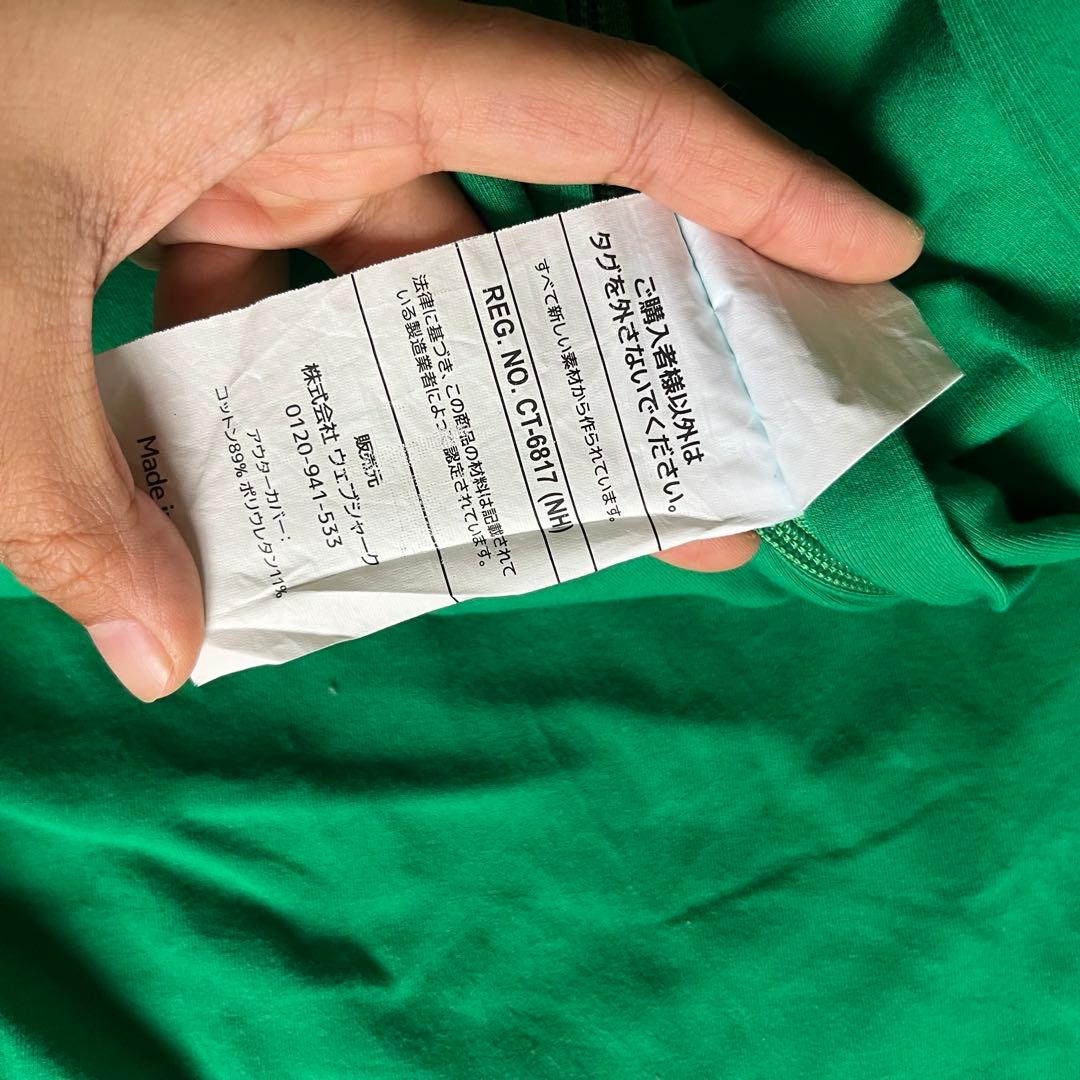 ご購入者様以外は
タグを外さないでください。
すべて新しい素材から作られています。
REG. NO. CT-6817 (NH)
法律に基づき、この商品の材料は記載されて
いる製造業者によって認定されています。
販売元
株式会社 ウェブシャーク
0120-941-533
アウターカバー:
コットン89% ポリウレタン11%
Made